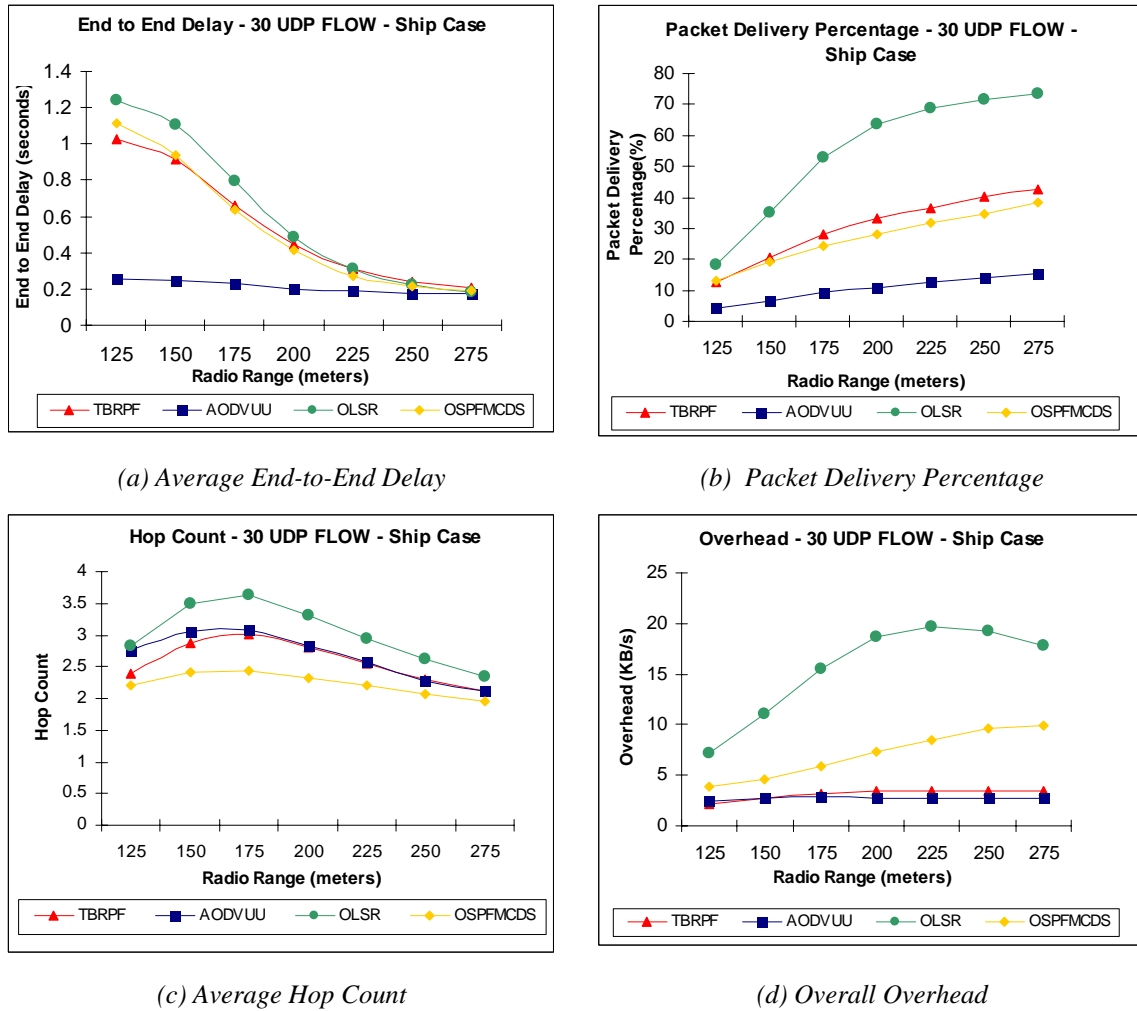 End to End Delay - 30 UDP FLOW - Ship Case
1.4
1.2
1
0.8
0.6
0.4
0.2
0
End to End Delay (seconds)
125 150 175 200 225 250 275
Radio Range (meters)
TBRPF AODVUU OLSR OSPFMCDS
(a) Average End-to-End Delay
Packet Delivery Percentage - 30 UDP FLOW -
Ship Case
80
70
60
50
40
30
20
10
0
Packet Delivery
Percentage(%)
125 150 175 200 225 250 275
Radio Range (meters)
TBRPF AODVUU OLSR OSPFMCDS
(b) Packet Delivery Percentage
Hop Count - 30 UDP FLOW - Ship Case
4
3.5
3
2.5
2
1.5
1
0.5
0
Hop Count
125 150 175 200 225 250 275
Radio Range (meters)
TBRPF AODVUU OLSR OSPFMCDS
(c) Average Hop Count
Overhead - 30 UDP FLOW - Ship Case
25
20
15
10
5
0
Overhead (KB/s)
125 150 175 200 225 250 275
Radio Range (meters)
TBRPF AODVUU OLSR OSPFMCDS
(d) Overall Overhead